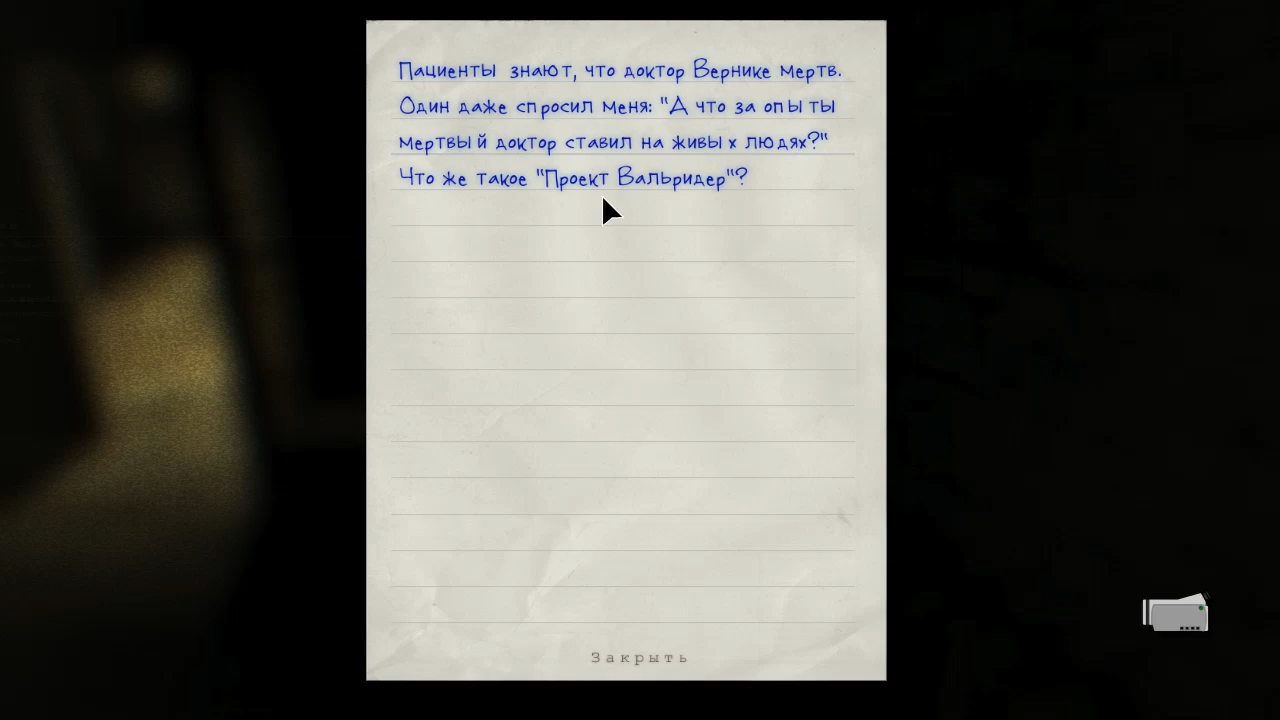 Пациенты знают, что доктор Вернике мертв.
Один даже спросил меня: "А что за опыты
мертвый доктор ставил на живых людях?"
Что же такое "Проект Вальридер"?
Закрыть